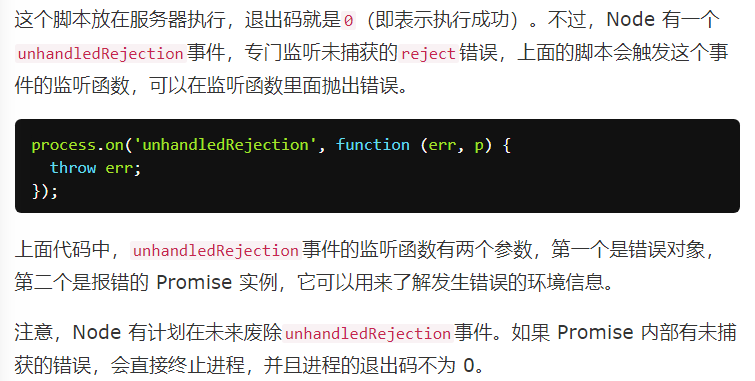 这个脚本放在服务器执行，退出码就是0（即表示执行成功）。不过，Node 有一个
unhandledRejection事件，专门监听未捕获的reject错误，上面的脚本会触发这个事
件的监听函数，可以在监听函数里面抛出错误。
process.on('unhandledRejection', function (err, p) {
  throw err;
});
上面代码中，unhandledRejection事件的监听函数有两个参数，第一个是错误对象，
第二个是报错的 Promise 实例，它可以用来了解发生错误的环境信息。
注意，Node 有计划在未来废除unhandledRejection事件。如果 Promise 内部有未捕
获的错误，会直接终止进程，并且进程的退出码不为 0。